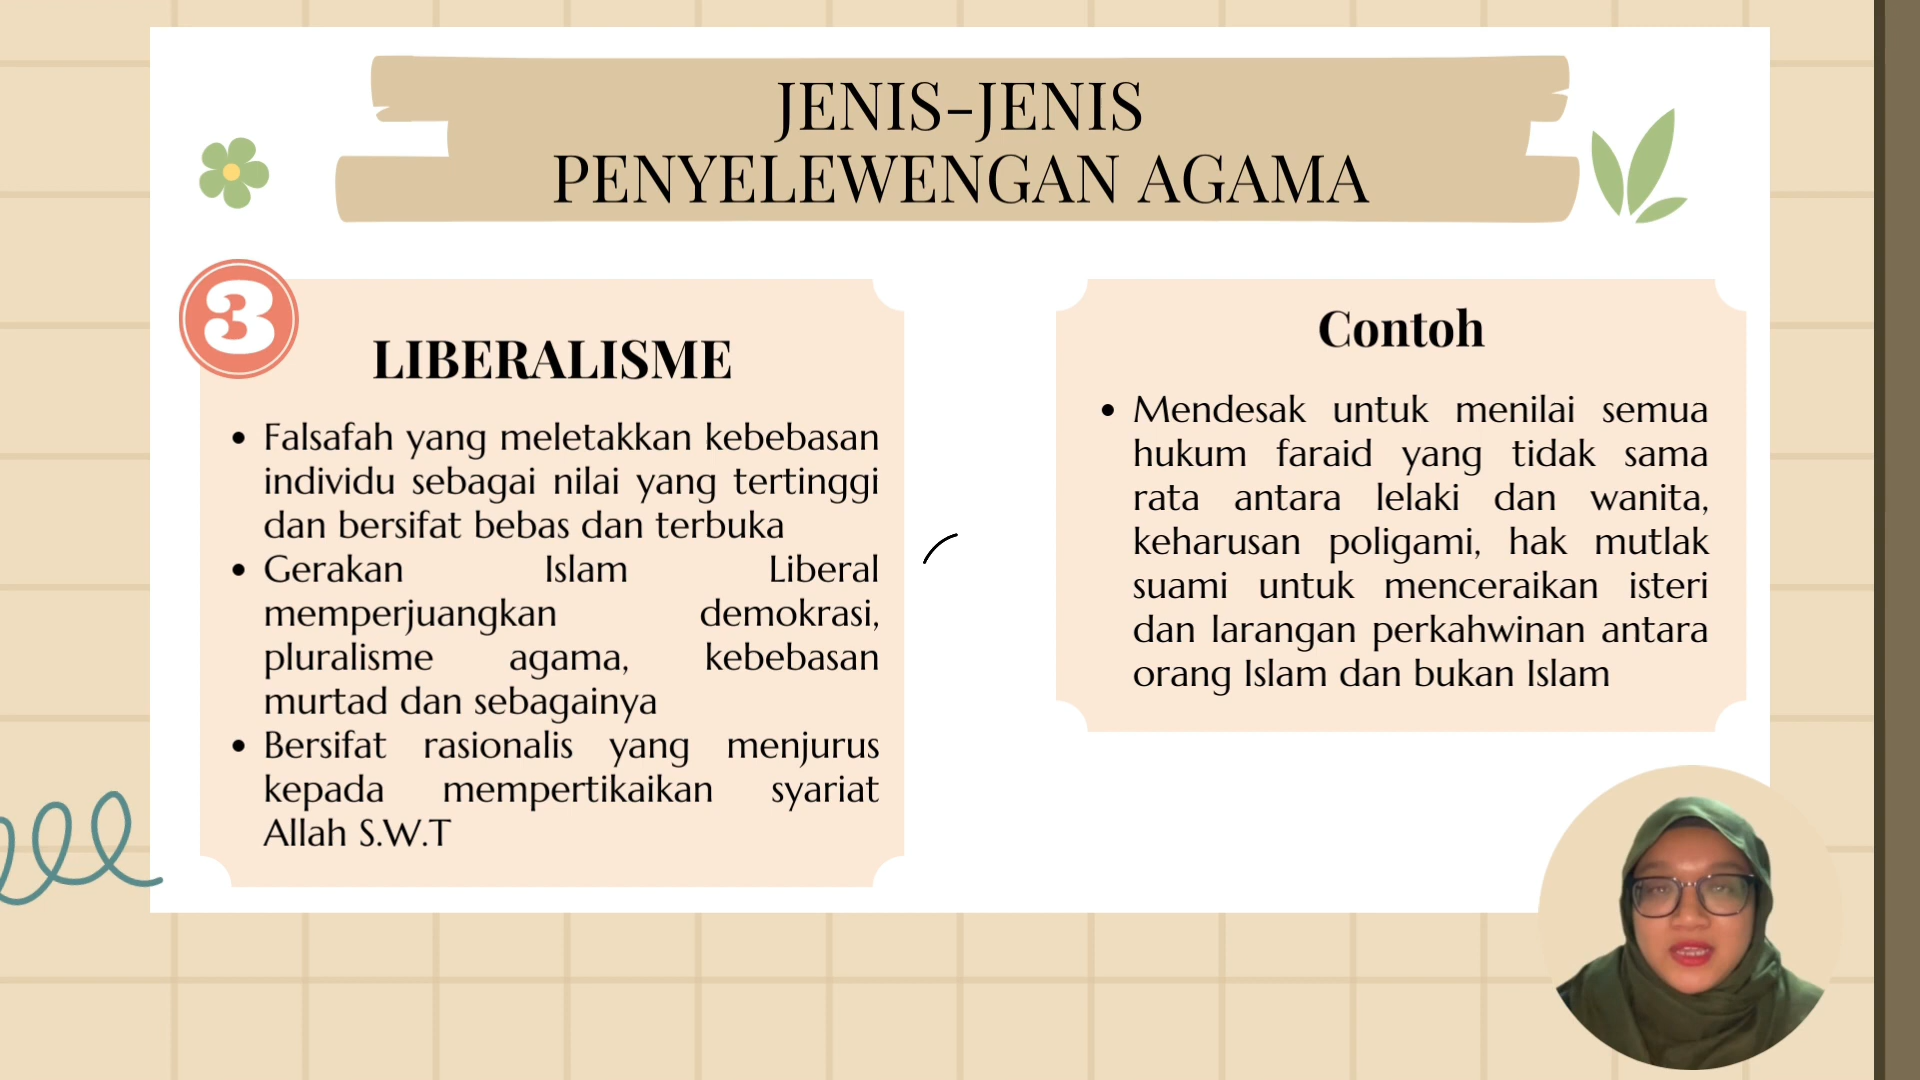 JENIS-JENIS
PENYELEWENGAN AGAMA
3
LIBERALISME
• Falsafah yang meletakkan kebebasan
individu sebagai nilai yang tertinggi
dan bersifat bebas dan terbuka
• Gerakan Islam Liberal
memperjuangkan demokrasi,
pluralisme agama, kebebasan
murtad dan sebagainya
• Bersifat rasionalis yang menjurus
kepada mempertikaikan syariat
Allah S.W.T
Contoh
• Mendesak untuk menilai semua
hukum faraid yang tidak sama
rata antara lelaki dan wanita,
keharusan poligami, hak mutlak
suami untuk menceraikan isteri
dan larangan perkahwinan antara
orang Islam dan bukan Islam